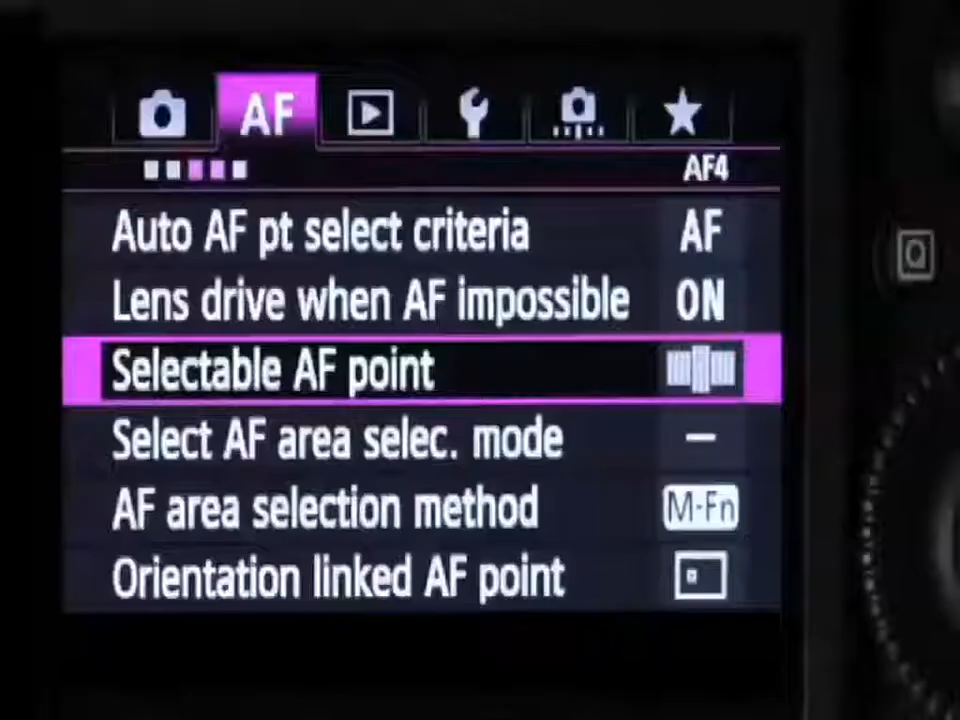 AF
AF4
Auto AF pt select criteria AF
Lens drive when AF impossible ON
Selectable AF point
Select AF area selec. mode –
AF area selection method M-Fn
Orientation linked AF point
Q